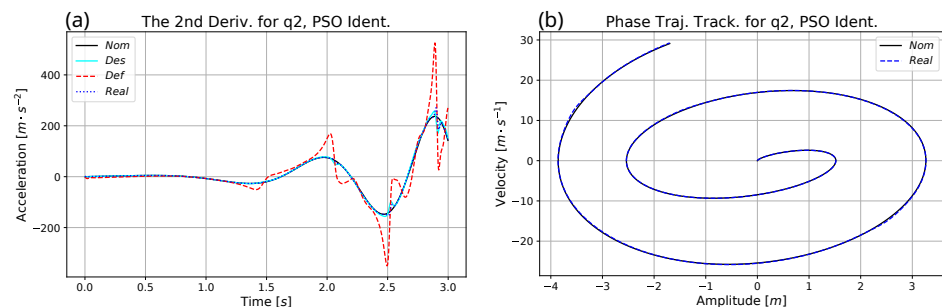 (a)
The 2nd Deriv. for q2, PSO Ident.
Nom
Des
Def
Real
Acceleration [m · s⁻²]
400
200
0
−200
0.0 0.5 1.0 1.5 2.0 2.5 3.0
Time [s]
(b)
Phase Traj. Track. for q2, PSO Ident.
Nom
Real
Velocity [m · s⁻¹]
30
20
10
0
−10
−20
−4 −3 −2 −1 0 1 2 3 4
Amplitude [m]